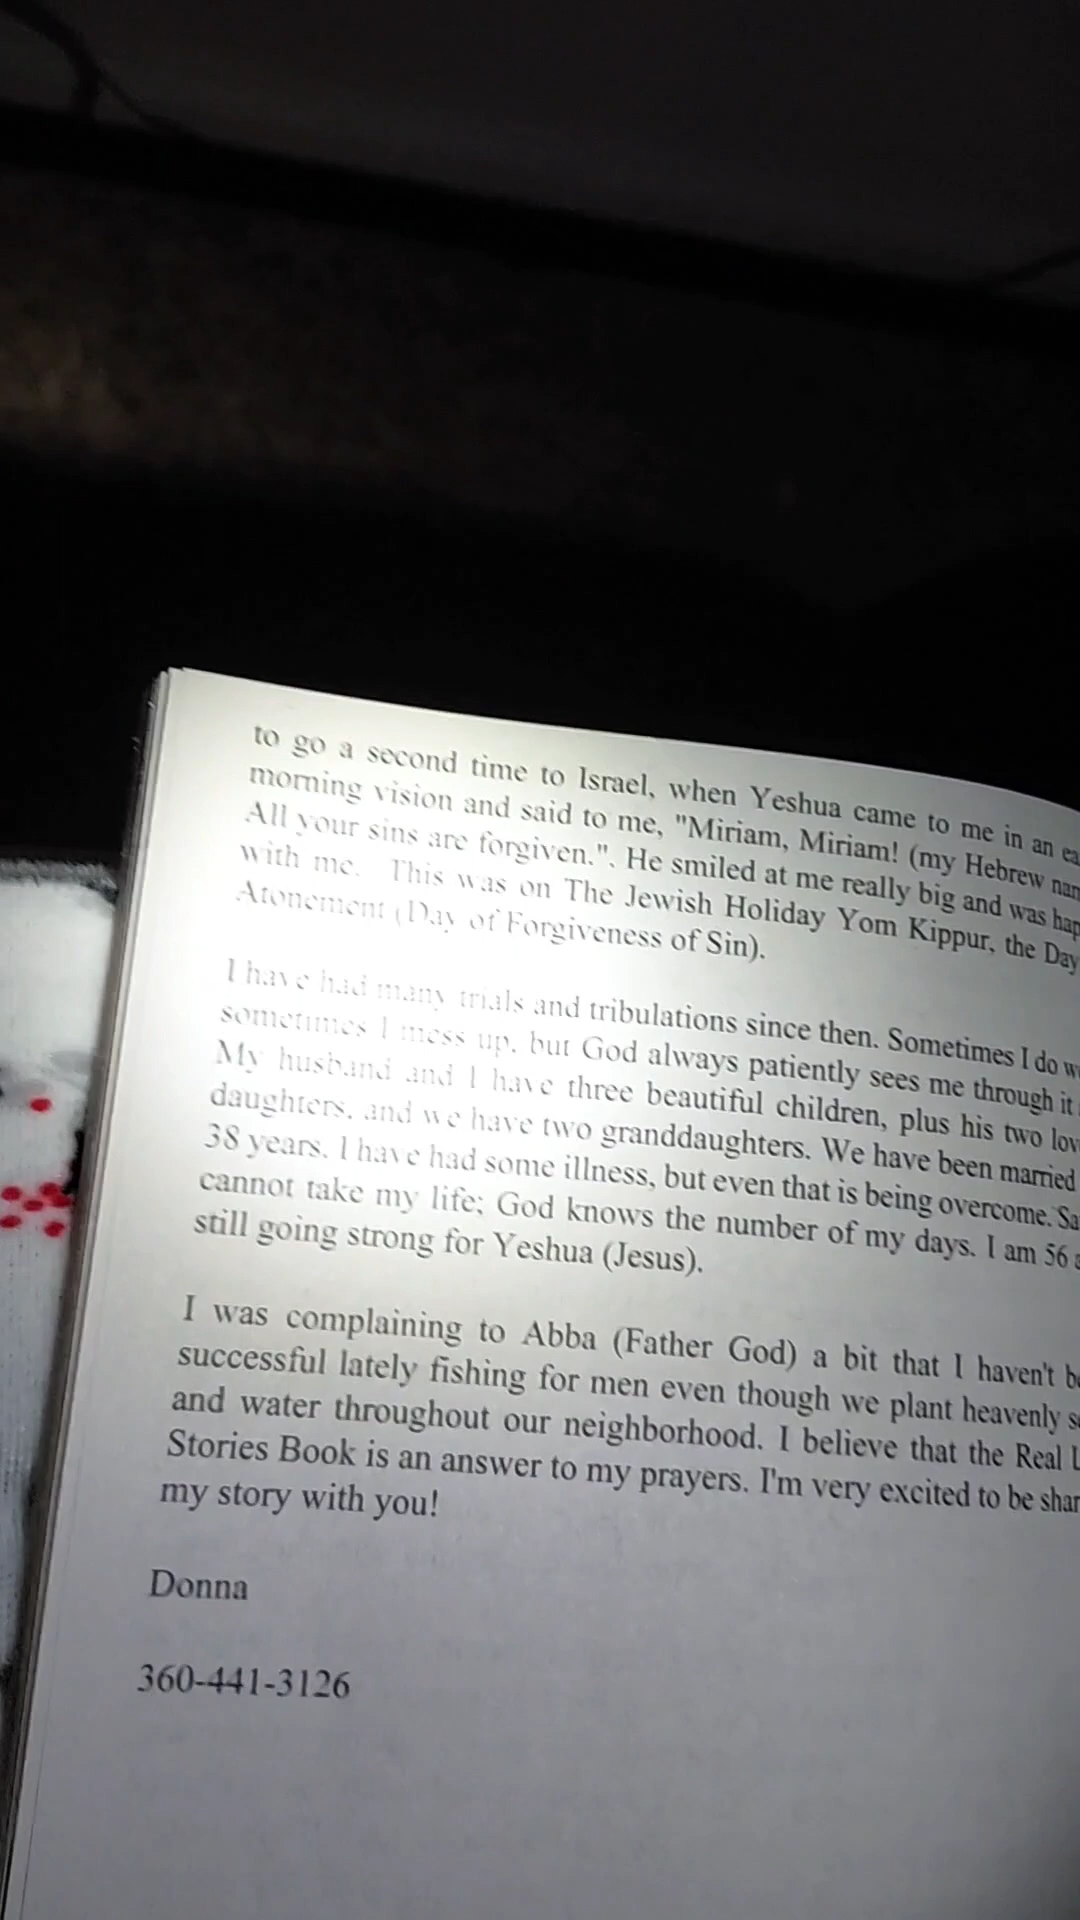 to go a second time to Israel, when Yeshua came to me in an
morning vision and said to me, "Miriam, Miriam! (my Hebrew
All your sins are forgiven.". He smiled at me really big and was
with me. This was on The Jewish Holiday Yom Kippur, the Day
Atonement (Day of Forgiveness of Sin).
I have had many trials and tribulations since then. Sometimes I do
sometimes I mess up, but God always patiently sees me through it
My husband and I have three beautiful children, plus his two
daughters, and we have two granddaughters. We have been married
38 years. I have had some illness, but even that is being overcome.
cannot take my life; God knows the number of my days. I am 56
still going strong for Yeshua (Jesus).
I was complaining to Abba (Father God) a bit that I haven't
successful lately fishing for men even though we plant heavenly
and water throughout our neighborhood. I believe that the Real
Stories Book is an answer to my prayers. I'm very excited to be
my story with you!
Donna
360-441-3126